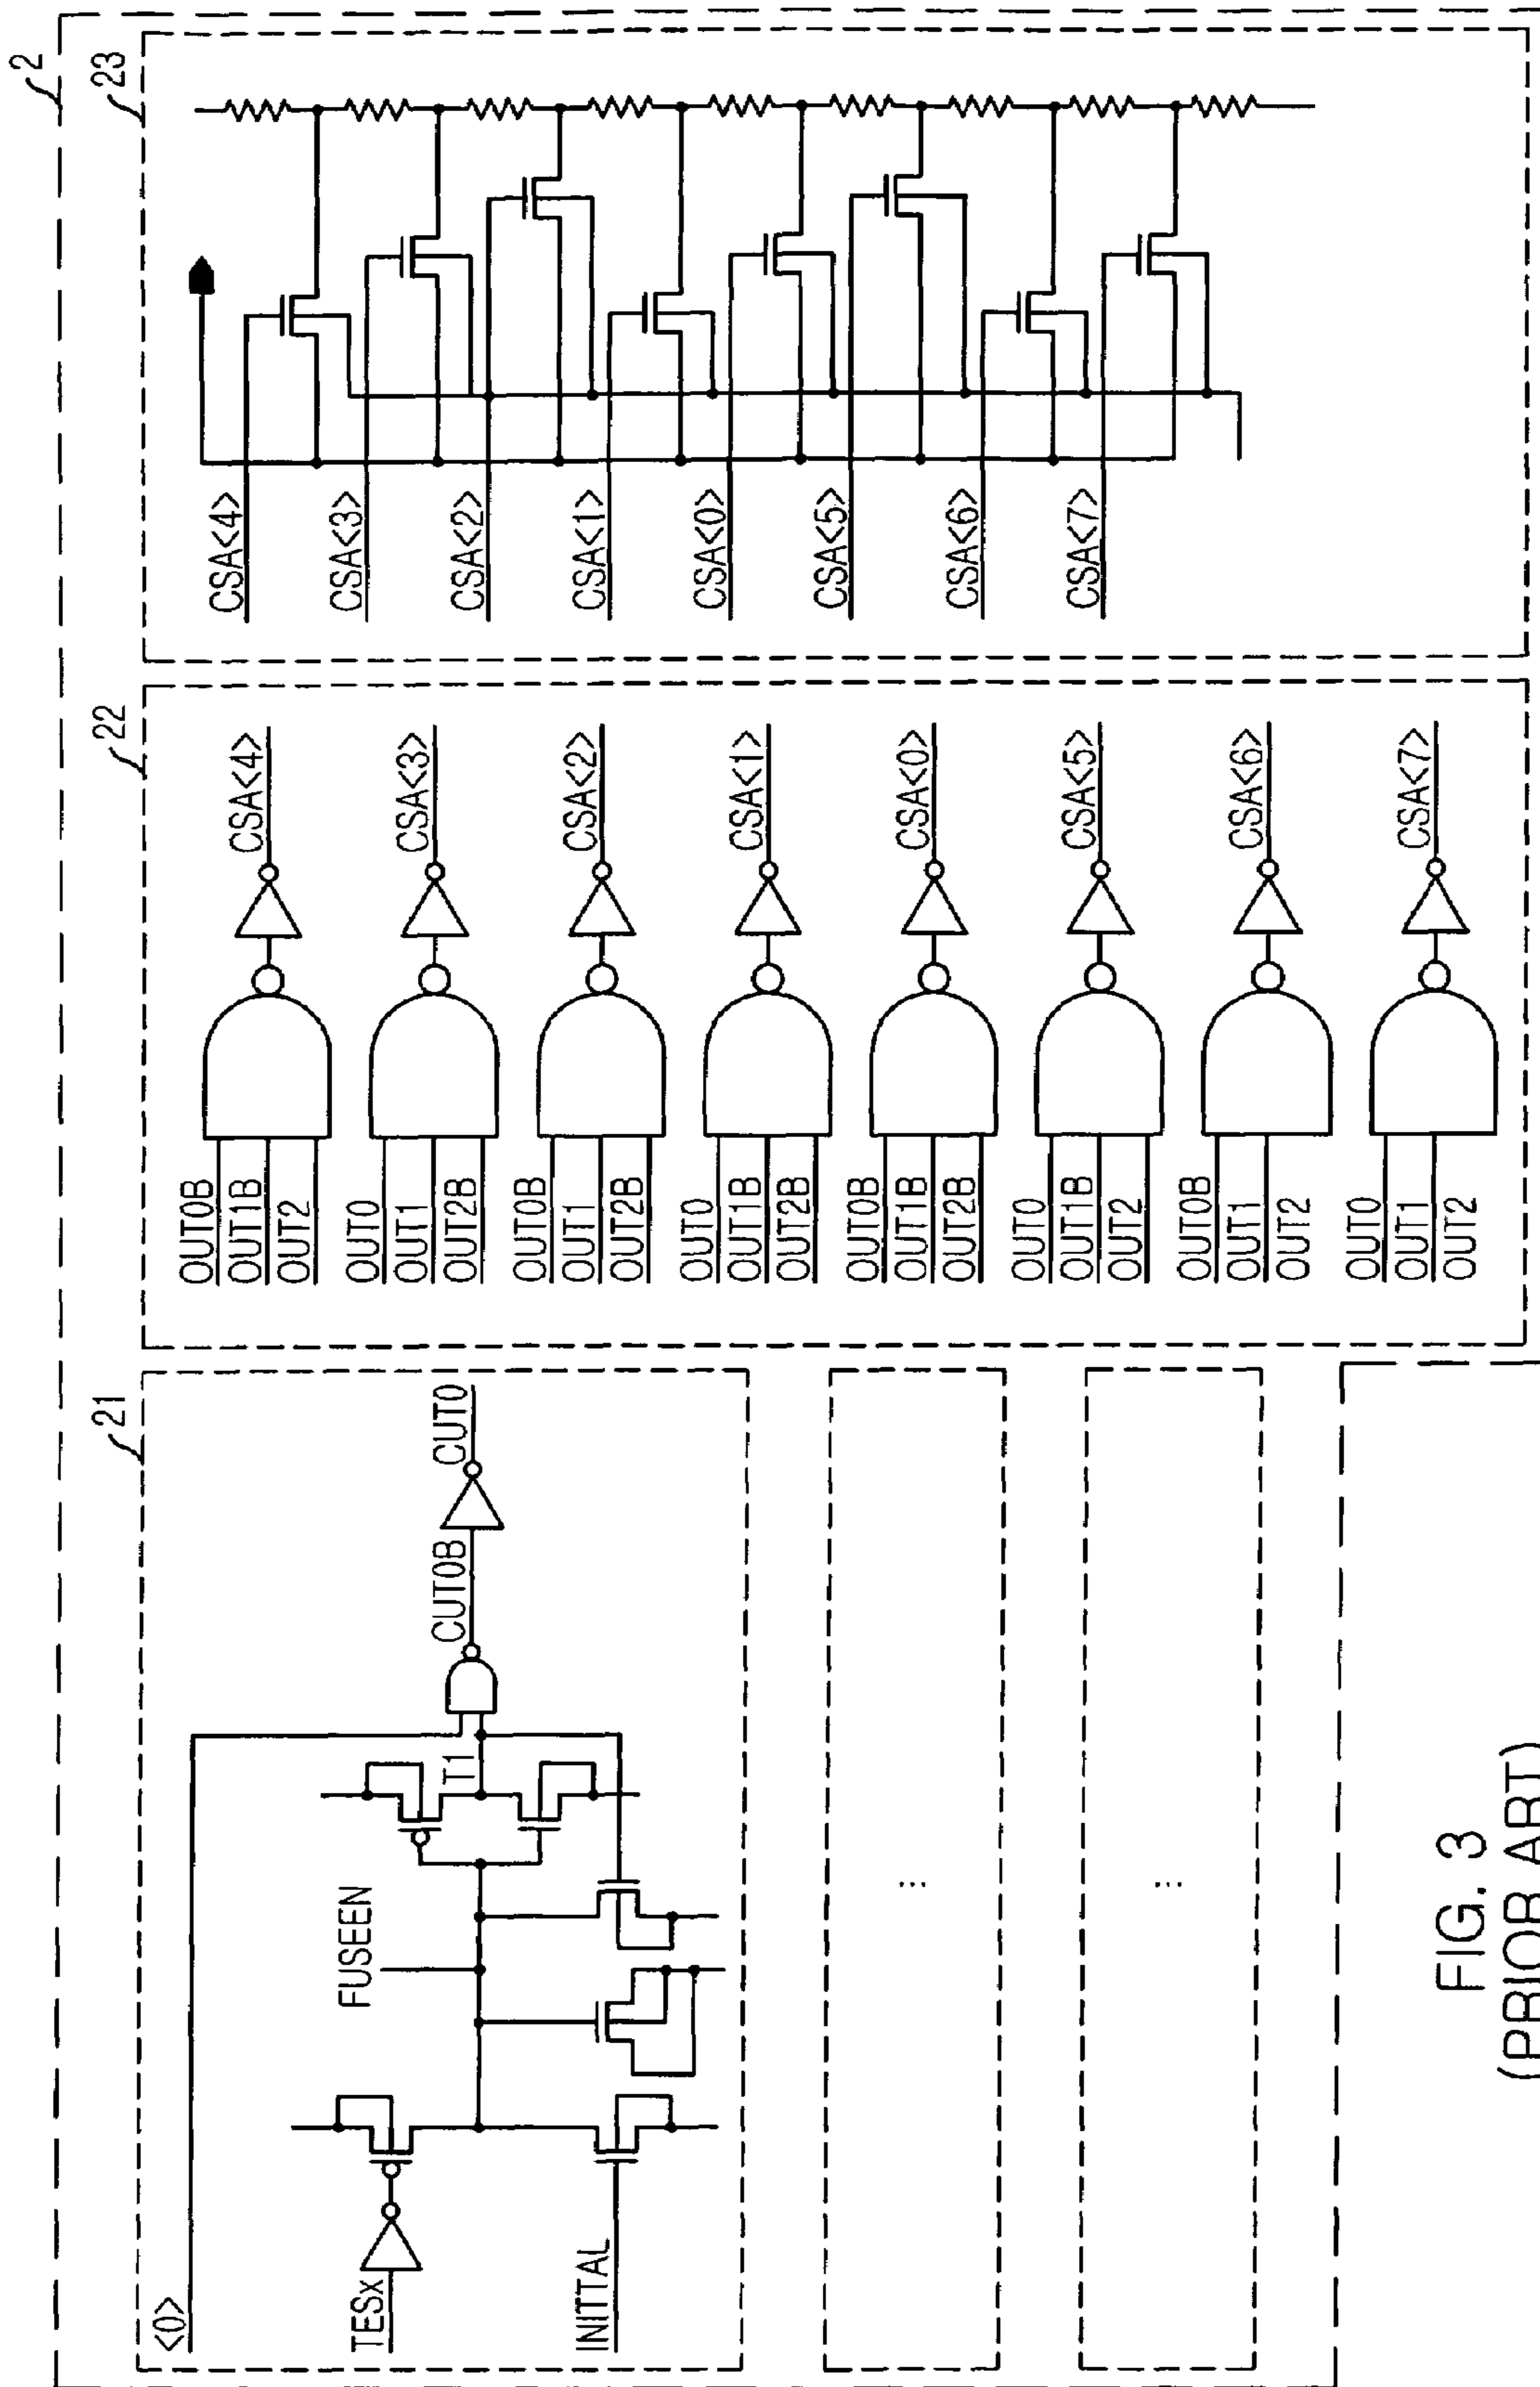 2
21
<0>
TESx
INITTAL
FUSEEN
T1
CUT0B
CUT0
...
...
22
OUT0B
OUT1B
OUT2
CSA<4>
OUT0
OUT1
OUT2B
CSA<3>
OUT0B
OUT1
OUT2B
CSA<2>
OUT0
OUT1B
OUT2B
CSA<1>
OUT0B
OUT1B
OUT2B
CSA<0>
OUT0
OUT1B
OUT2
CSA<5>
OUT0B
OUT1
OUT2
CSA<6>
OUT0
OUT1
OUT2
CSA<7>
23
CSA<4>
CSA<3>
CSA<2>
CSA<1>
CSA<0>
CSA<5>
CSA<6>
CSA<7>
FIG. 3
(PRIOR ART)